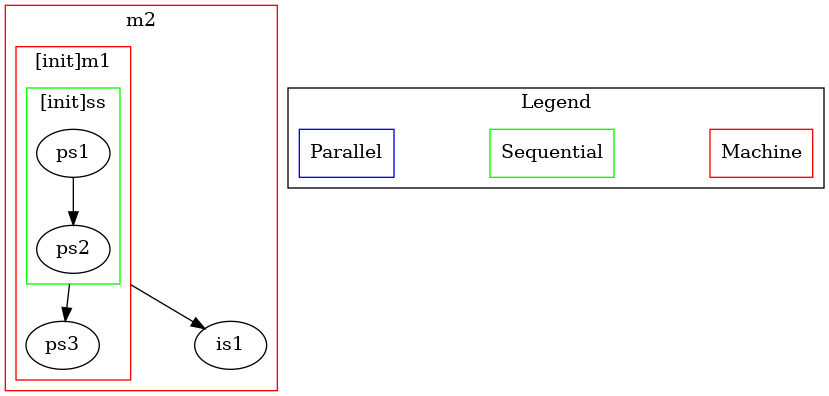 m2
[init]m1
[init]ss
ps1
ps2
ps3
is1
Legend
Parallel
Sequential
Machine